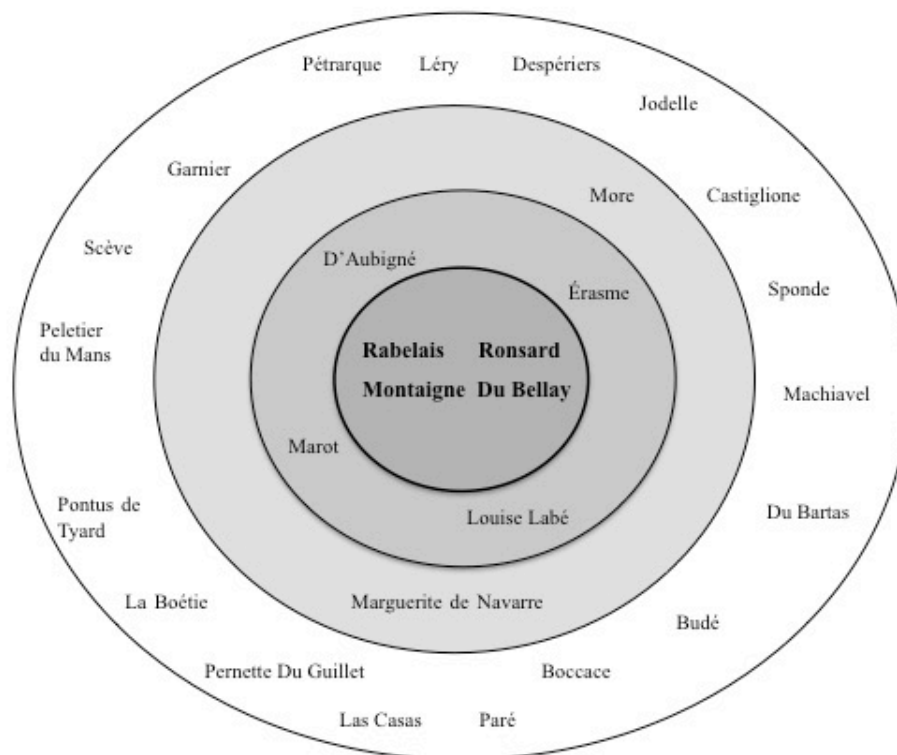 Pétrarque Léry Despériers
Jodelle
Garnier
More
Castiglione
Scève
D'Aubigné
Érasme
Sponde
Peletier
du Mans
Rabelais Ronsard
Montaigne Du Bellay
Machiavel
Marot
Pontus de
Tyard
Louise Labé
Du Bartas
La Boétie
Marguerite de Navarre
Budé
Pernette Du Guillet
Boccace
Las Casas
Paré